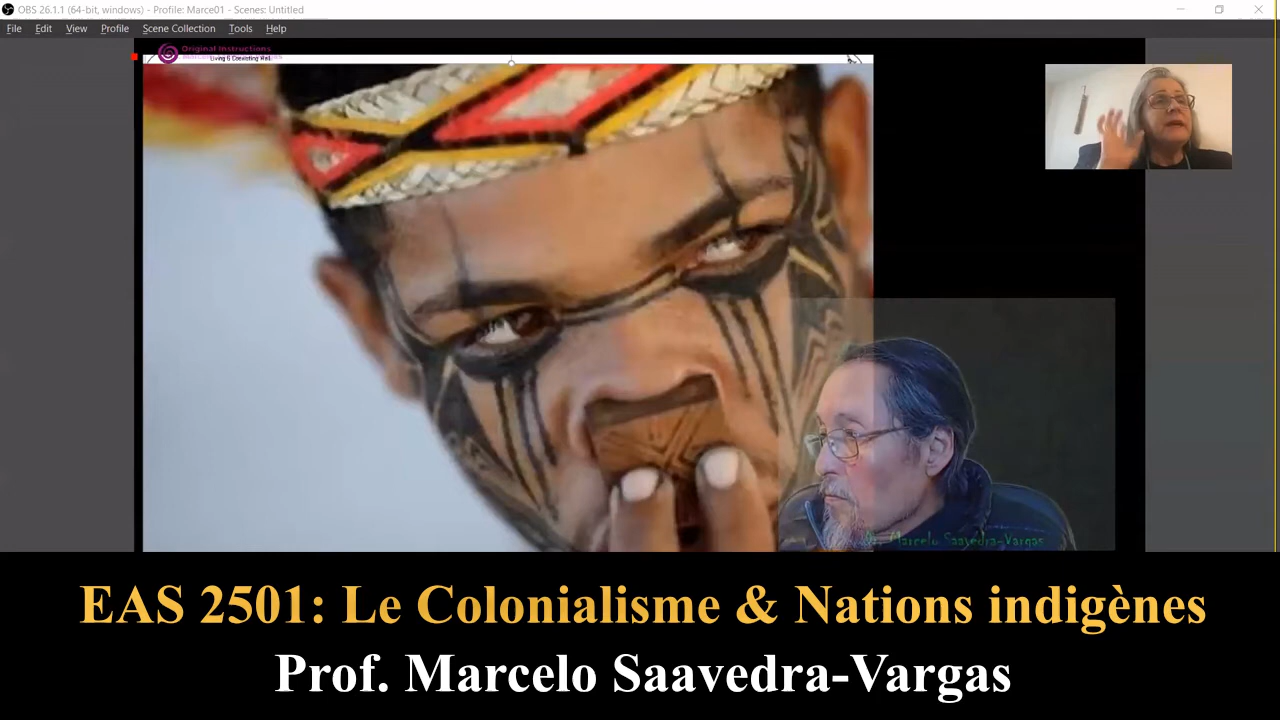 OBS 26.1.1 (64-bit, windows) - Profile: Marce01 - Scenes: Untitled
File Edit View Profile Scene Collection Tools Help
Original Instructions
Living & Coexisting Well
Marcelo Saavedra-Vargas
EAS 2501: Le Colonialisme & Nations indigènes
Prof. Marcelo Saavedra-Vargas